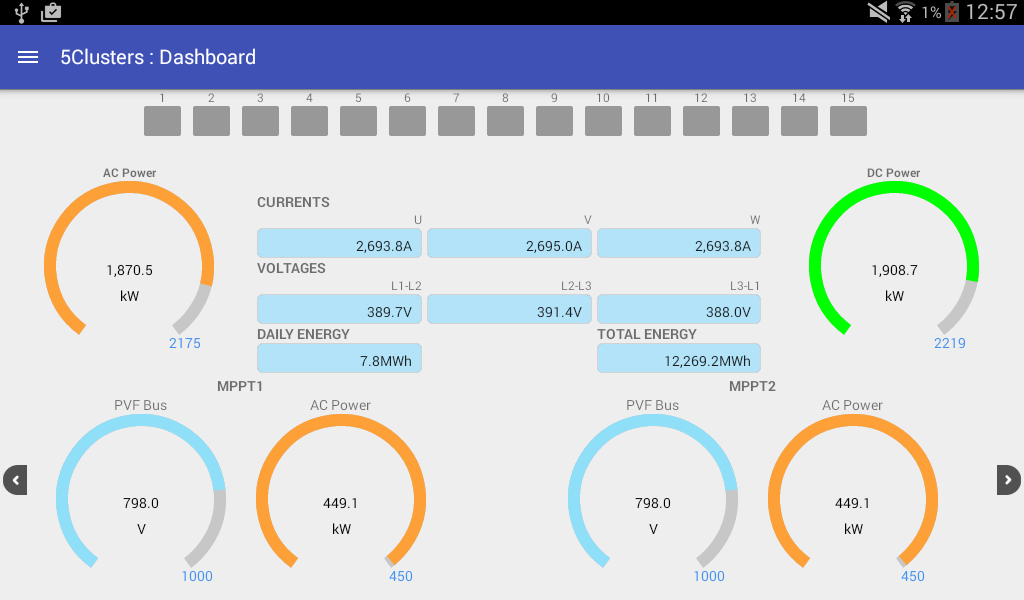 1% 12:57
5Clusters : Dashboard
1 2 3 4 5 6 7 8 9 10 11 12 13 14 15
AC Power
DC Power
CURRENTS
U V W
2,693.8A 2,695.0A 2,693.8A
VOLTAGES
L1-L2 L2-L3 L3-L1
389.7V 391.4V 388.0V
DAILY ENERGY TOTAL ENERGY
7.8MWh 12,269.2MWh
1,870.5
kW
2175
1,908.7
kW
2219
MPPT1 MPPT2
PVF Bus AC Power PVF Bus AC Power
798.0 449.1 798.0 449.1
V kW V kW
1000 450 1000 450